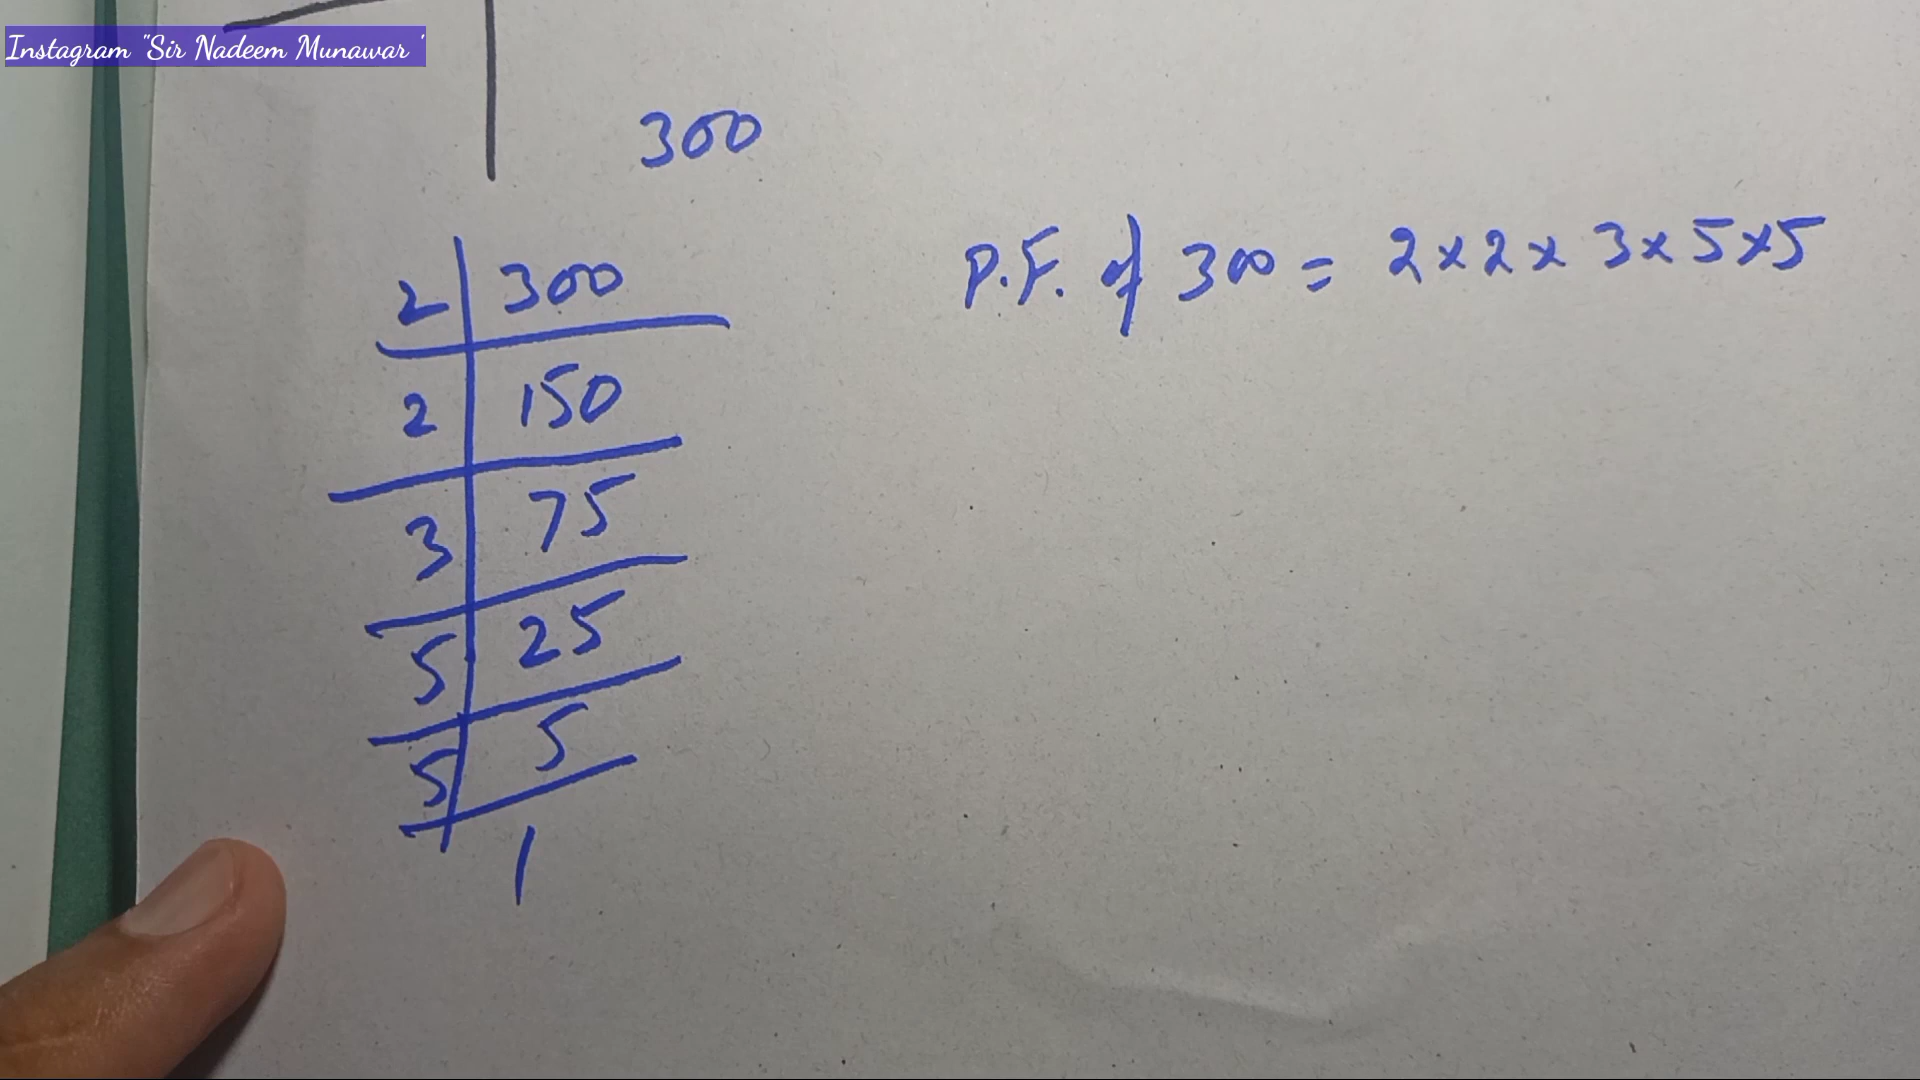 Instagram "Sir Nadeem Munawar"
300
2 | 300
2 | 150
3 | 75
5 | 25
5 | 5
1
P.F. of 300 = 2 × 2 × 3 × 5 × 5